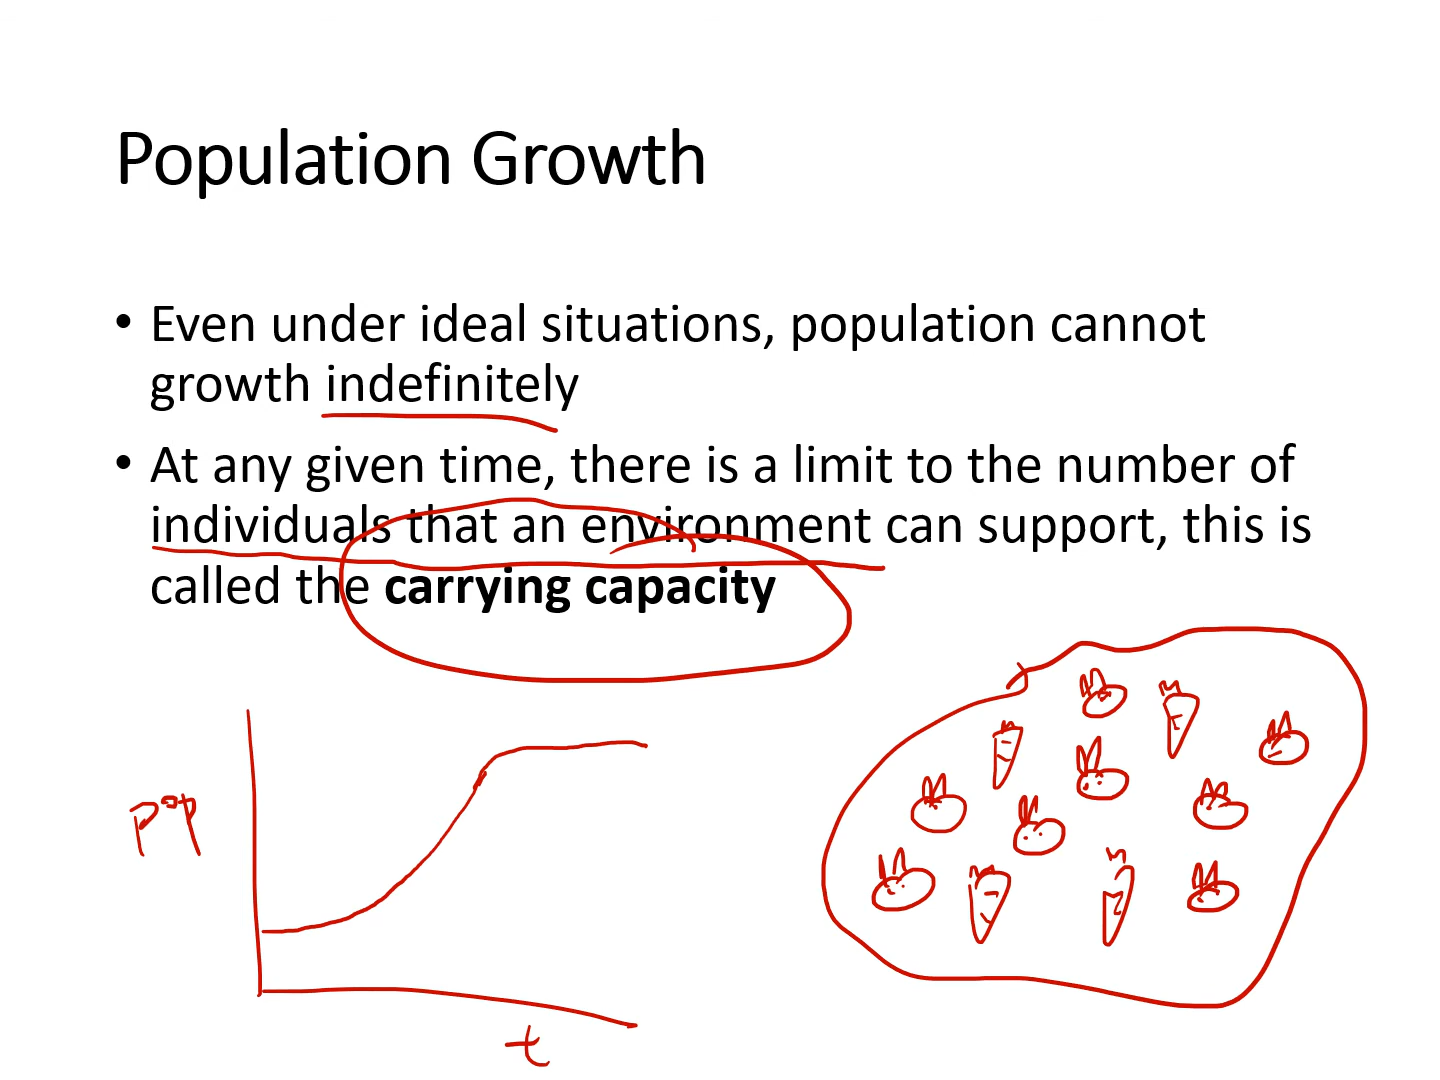 Population Growth
• Even under ideal situations, population cannot
growth indefinitely
• At any given time, there is a limit to the number of
individuals that an environment can support, this is
called the carrying capacity
pop
t